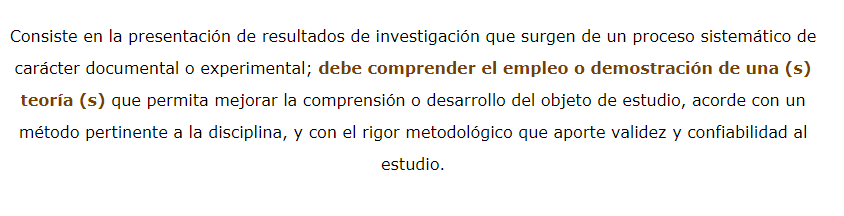 Consiste en la presentación de resultados de investigación que surgen de un proceso sistemático de
carácter documental o experimental; debe comprender el empleo o demostración de una (s)
teoría (s) que permita mejorar la comprensión o desarrollo del objeto de estudio, acorde con un
método pertinente a la disciplina, y con el rigor metodológico que aporte validez y confiabilidad al
estudio.